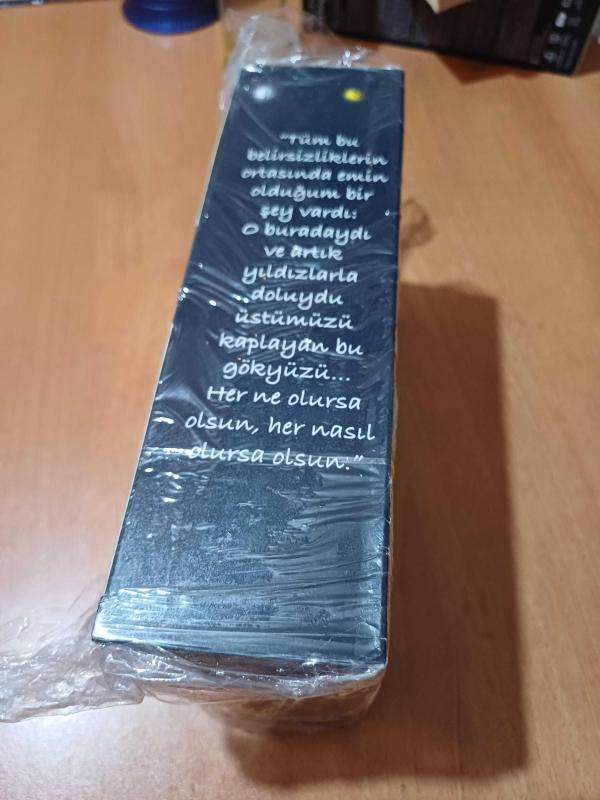 "Tüm bu
belirsizliklerin
ortasında emin
olduğum bir
şey vardı:
O buradaydı
ve artık
yıldızlarla
doluydu
üstümüzü
kaplayan bu
gökyüzü...
Her ne olursa
olsun, her nasıl
olursa olsun."